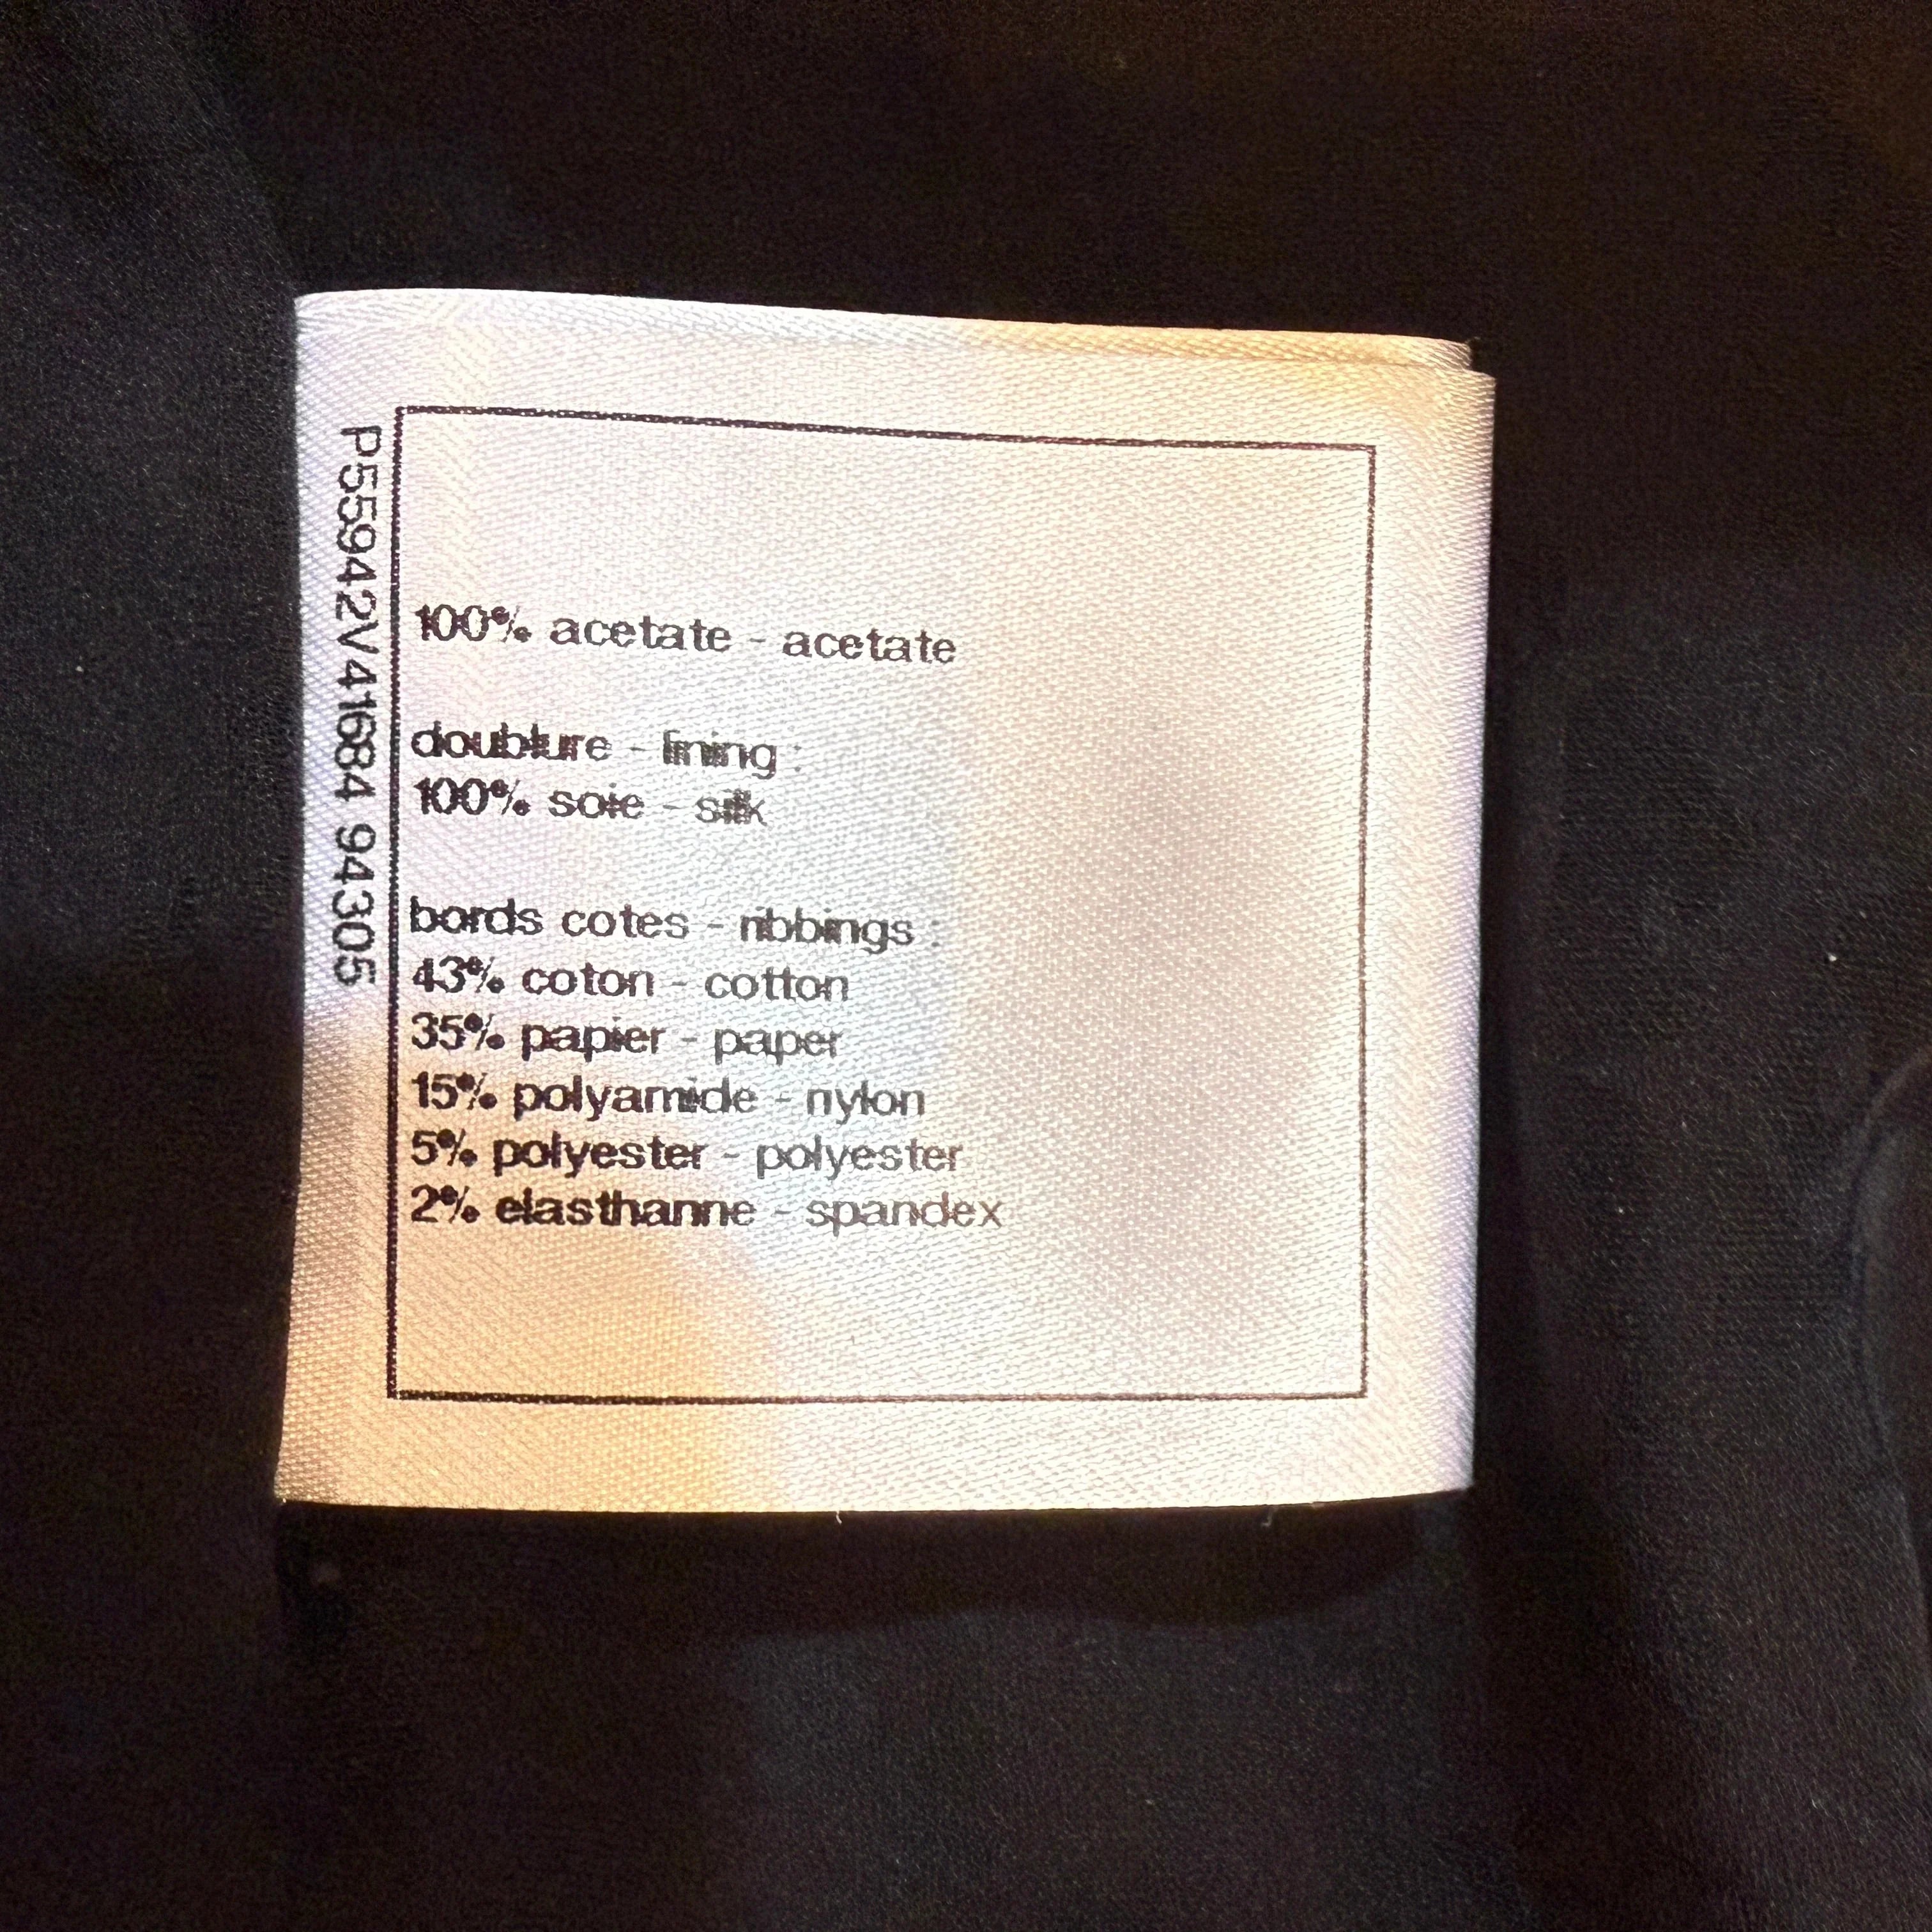 P55942V41684 94305
100% acetate - acetate
doublure - lining :
100% soie - silk
bords cotes - ribbings :
43% coton - cotton
35% papier - paper
15% polyamide - nylon
5% polyester - polyester
2% elasthanne - spandex